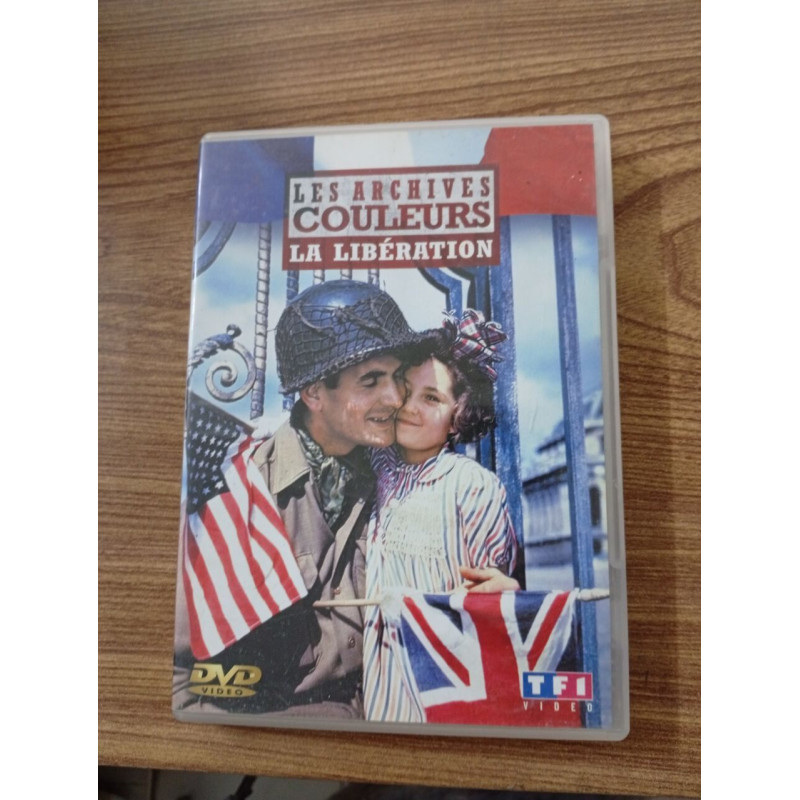 LES ARCHIVES
COULEURS
LA LIBÉRATION
DVD
VIDEO
TF1
VIDEO